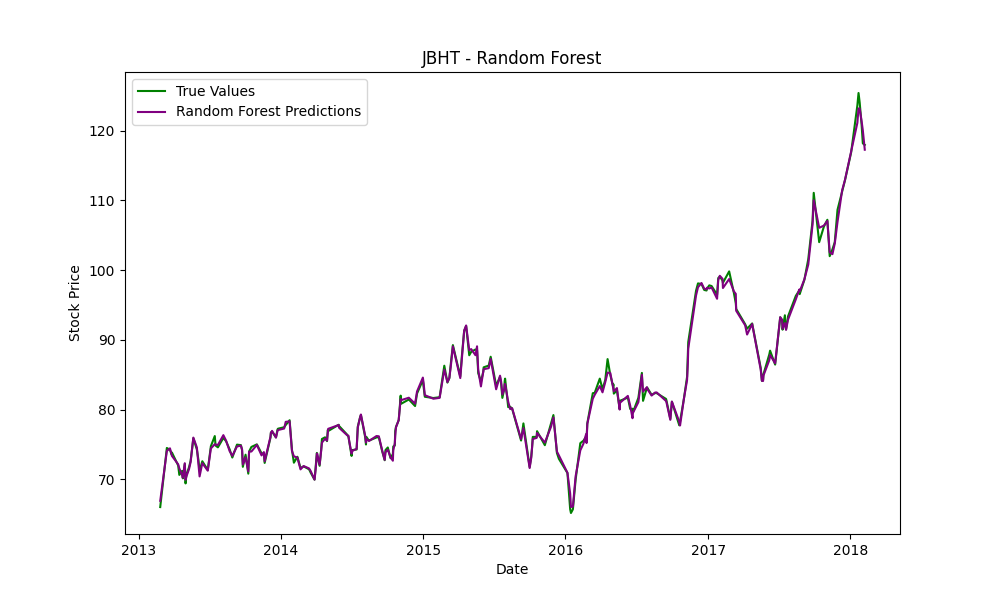 JBHT - Random Forest
True Values
Random Forest Predictions
120
110
100
90
80
70
Stock Price
2013 2014 2015 2016 2017 2018
Date